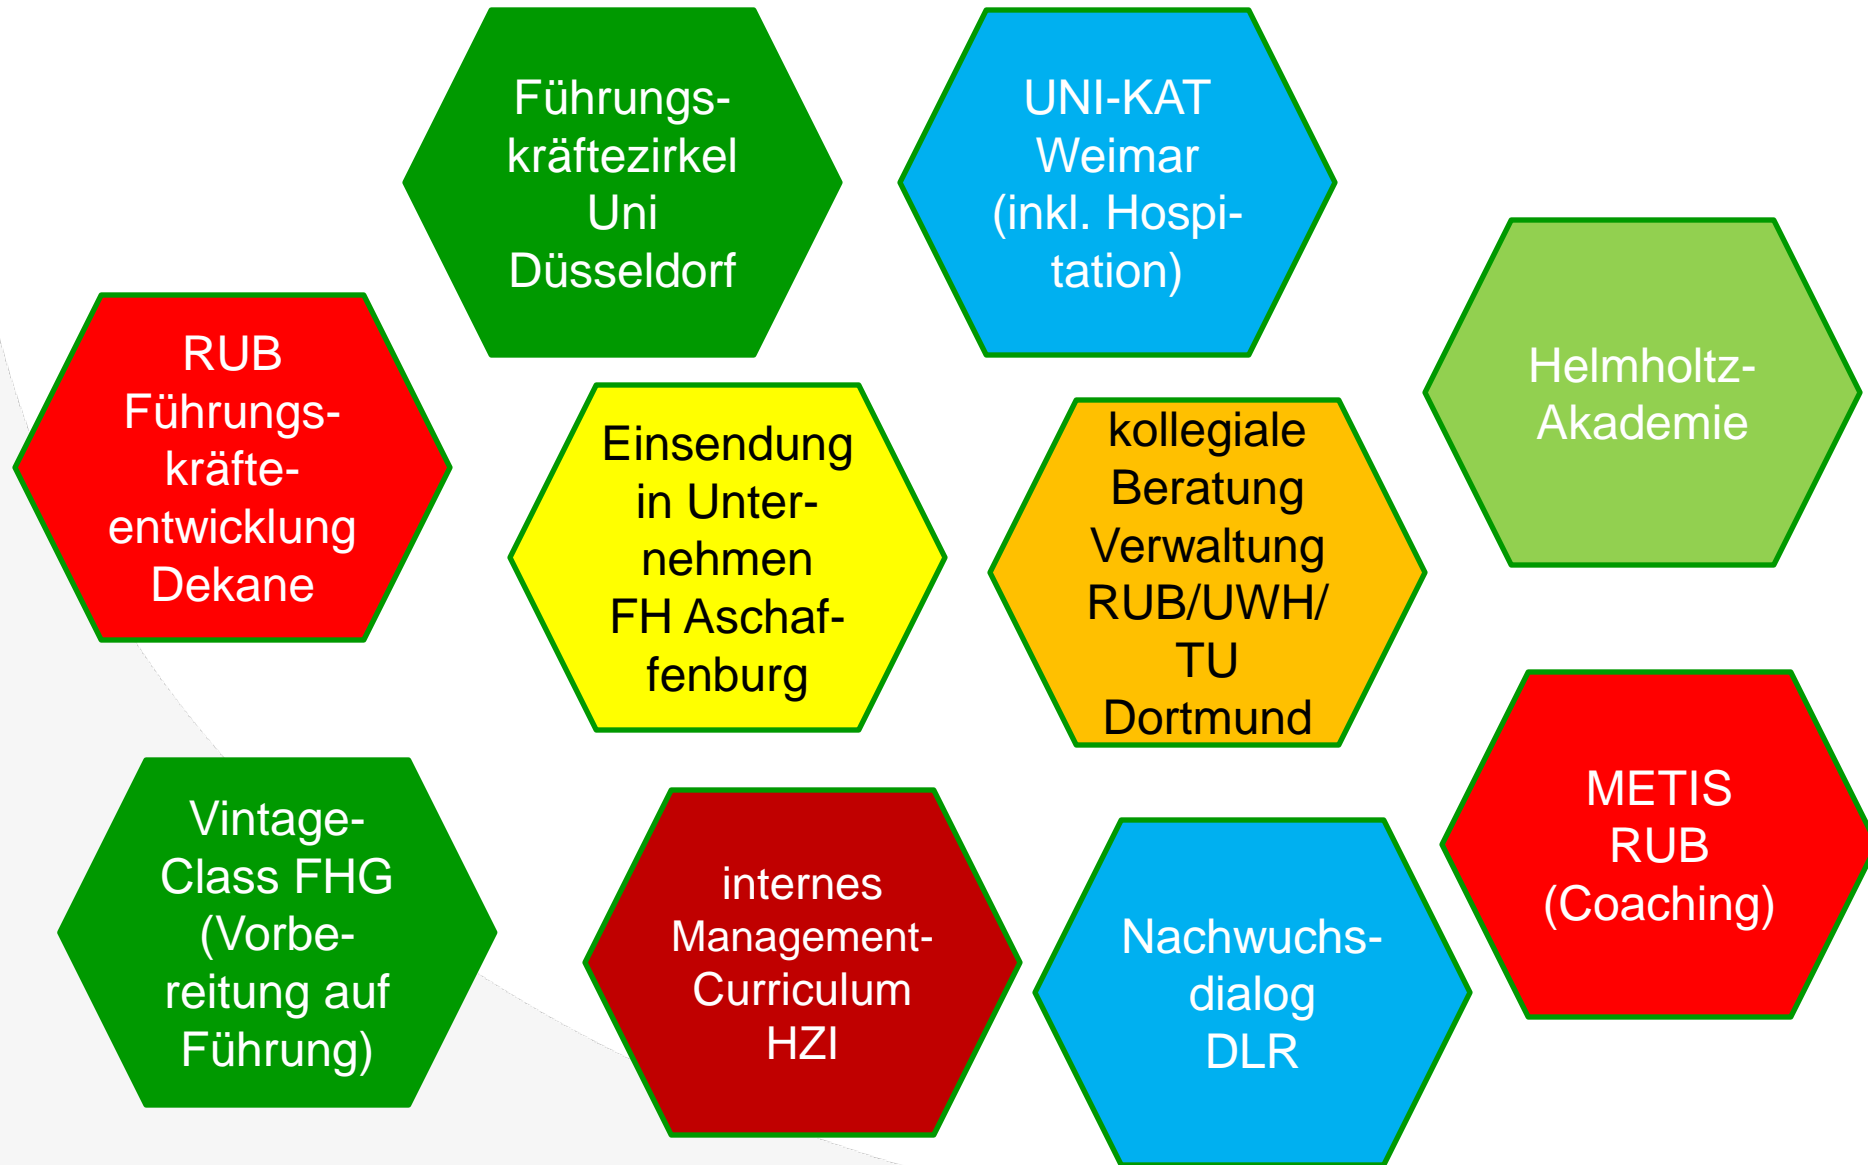 Führungs-
kräftezirkel
Uni
Düsseldorf
UNI-KAT
Weimar
(inkl. Hospi-
tation)
Helmholtz-
Akademie
RUB
Führungs-
kräfte-
entwicklung
Dekane
Einsendung
in Unter-
nehmen
FH Aschaf-
fenburg
kollegiale
Beratung
Verwaltung
RUB/UWH/
TU
Dortmund
METIS
RUB
(Coaching)
Vintage-
Class FHG
(Vorbe-
reitung auf
Führung)
internes
Management-
Curriculum
HZI
Nachwuchs-
dialog
DLR